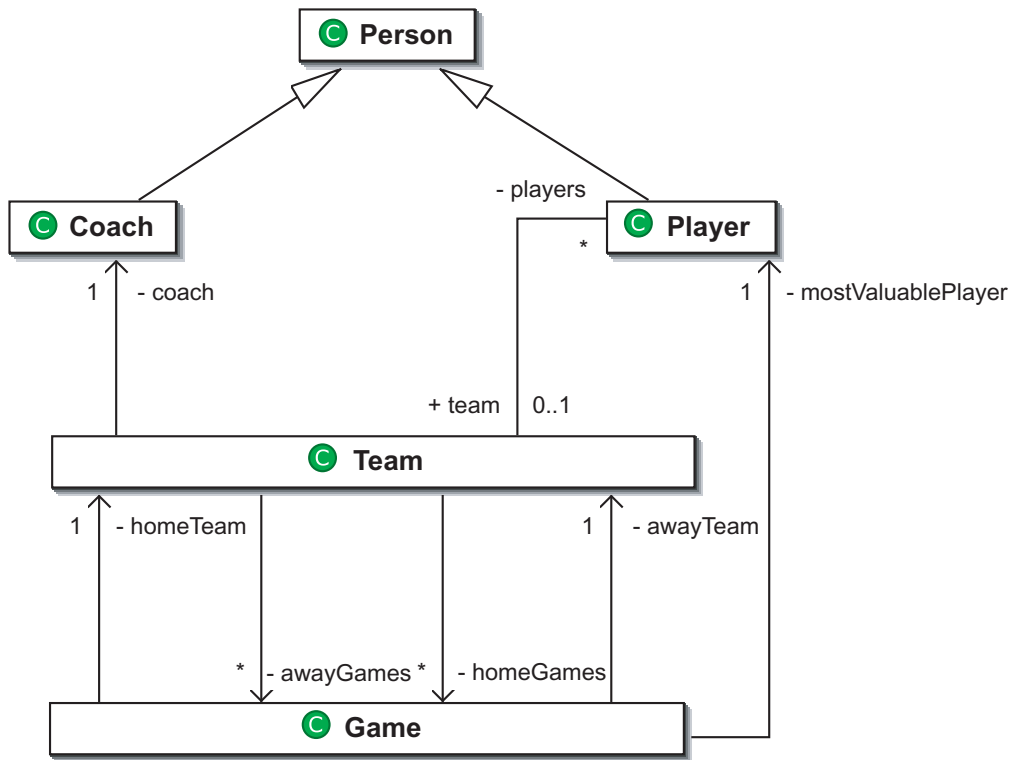 C Person
- players
C Coach
C Player
*
1 - coach
1 - mostValuablePlayer
+ team 0..1
C Team
1 - homeTeam
1 - awayTeam
* - awayGames
* - homeGames
C Game